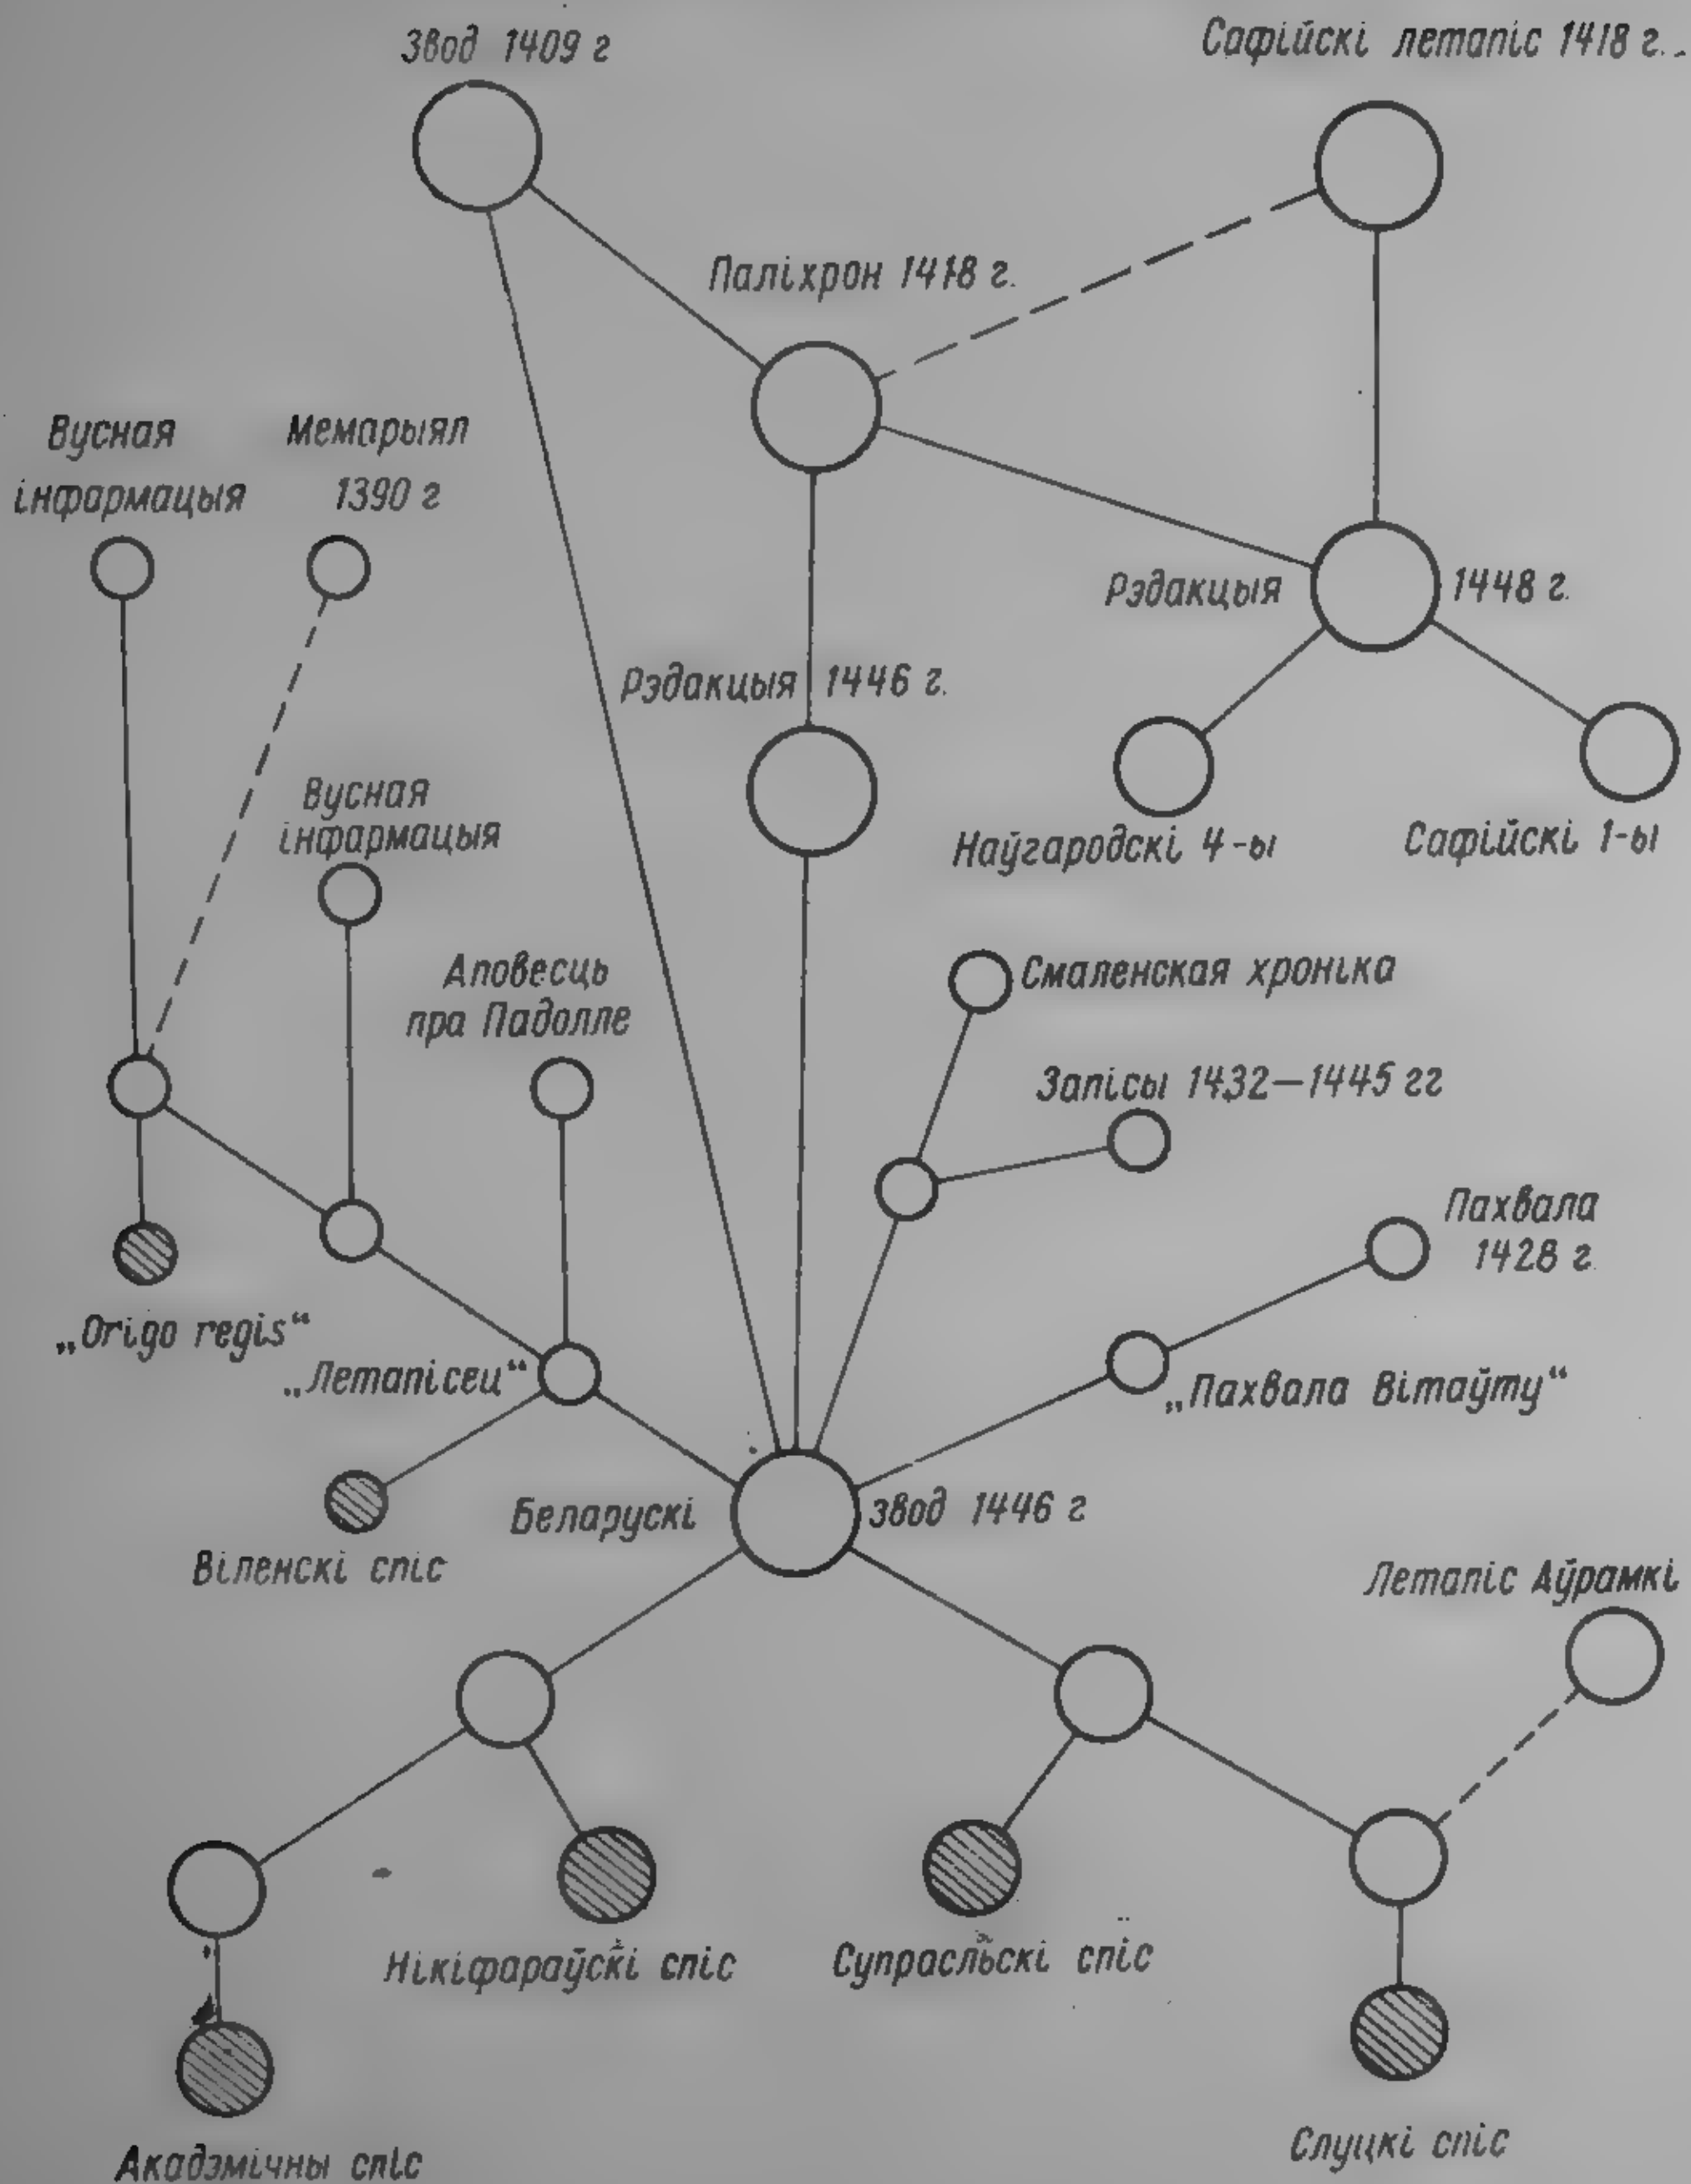 Звод 1409 г
Сафійскі летапіс 1418 г.
Паліхрон 1418 г.
Вусная
інфармацыя
Мемарыял
1390 г
Рэдакцыя 1448 г.
Рэдакцыя 1446 г.
Вусная
інфармацыя
Наўгародскі 4-ы
Сафійскі 1-ы
Аповесць
пра Падолле
Смаленская хроніка
Запісы 1432—1445 гг
Пахвала
1428 г.
„Origo regis“
„Летапісец“
„Пахвала Вітаўту“
Беларускі звод 1446 г
Віленскі спіс
Летапіс Аўрамкі
Нікіфараўскі спіс
Супрасльскі спіс
Акадэмічны спіс
Слуцкі спіс